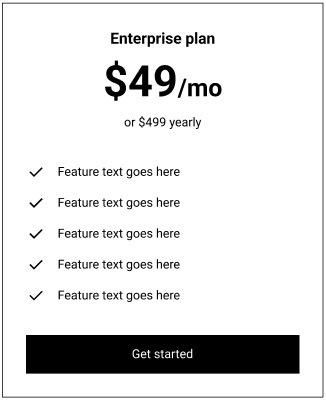 Enterprise plan
$49/mo
or $499 yearly
Feature text goes here
Feature text goes here
Feature text goes here
Feature text goes here
Feature text goes here
Get started